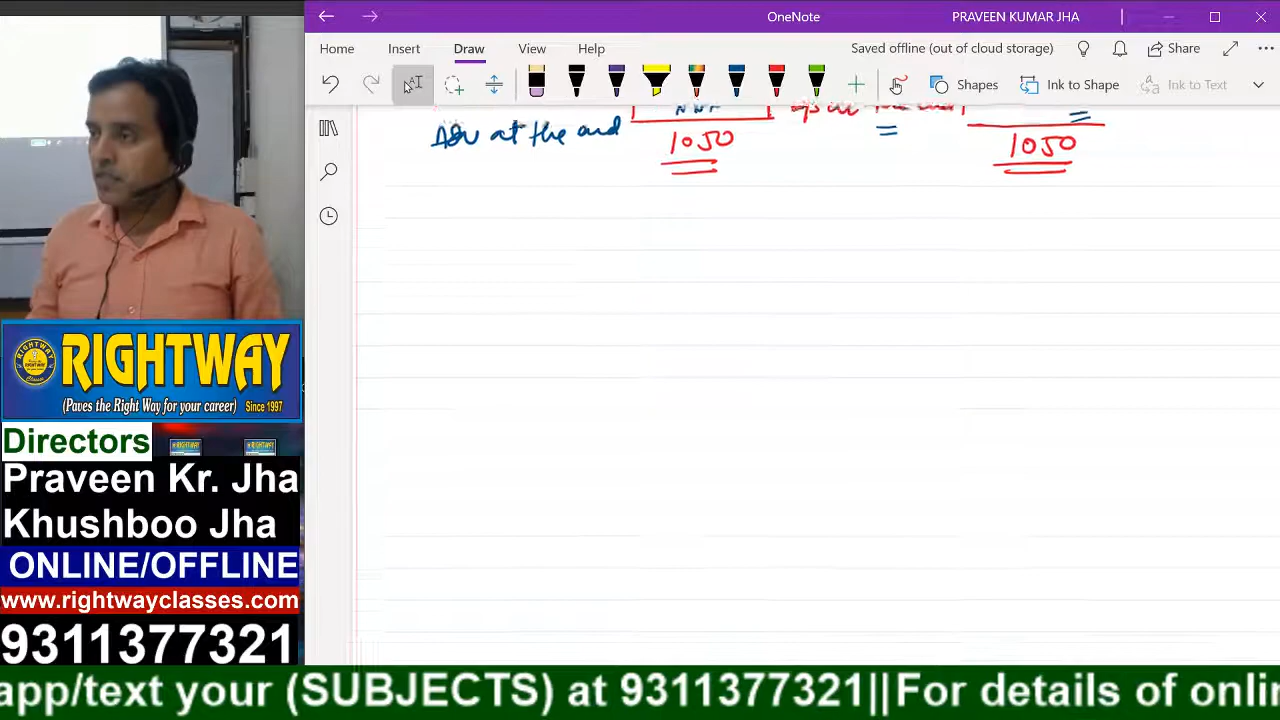 OneNote
PRAVEEN KUMAR JHA
Home Insert Draw View Help
Saved offline (out of cloud storage)
Share
Shapes
Ink to Shape
Ink to Text
at the end
1050
=
=
1050
RIGHTWAY
(Paves the Right Way for your career) Since 1997
Directors
Praveen Kr. Jha
Khushboo Jha
ONLINE/OFFLINE
www.rightwayclasses.com
9311377321
app/text your (SUBJECTS) at 9311377321||For details of onli